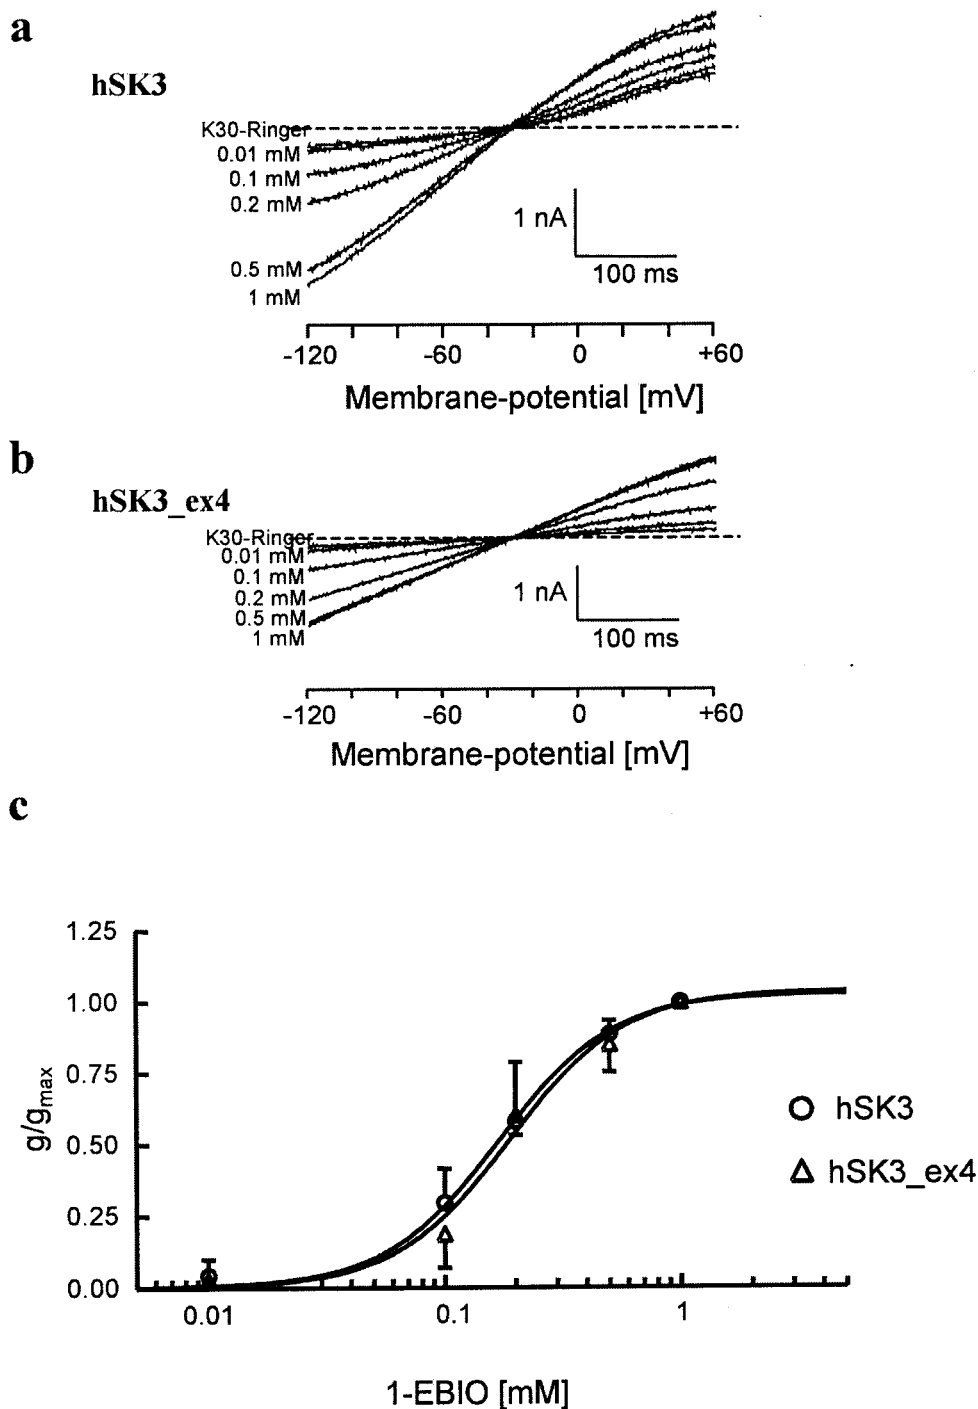 a
hSK3
K30-Ringer
0.01 mM
0.1 mM
0.2 mM
0.5 mM
1 mM
1 nA
100 ms
-120 -60 0 +60
Membrane-potential [mV]
b
hSK3_ex4
K30-Ringer
0.01 mM
0.1 mM
0.2 mM
0.5 mM
1 mM
1 nA
100 ms
-120 -60 0 +60
Membrane-potential [mV]
c
1.25
1.00
0.75
0.50
0.25
0.00
g/gmax
hSK3
hSK3_ex4
0.01 0.1 1
1-EBIO [mM]